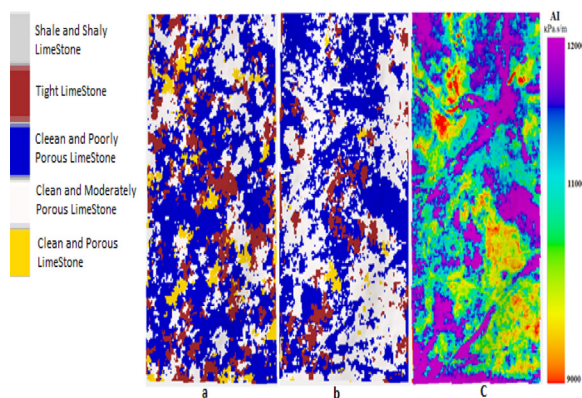 Shale and Shaly
LimeStone
Tight LimeStone
Cleean and Poorly
Porous LimeStone
Clean and Moderately
Porous LimeStone
Clean and Porous
LimeStone
a
b
C
AI
kPa.s/m
1200
1100
9000